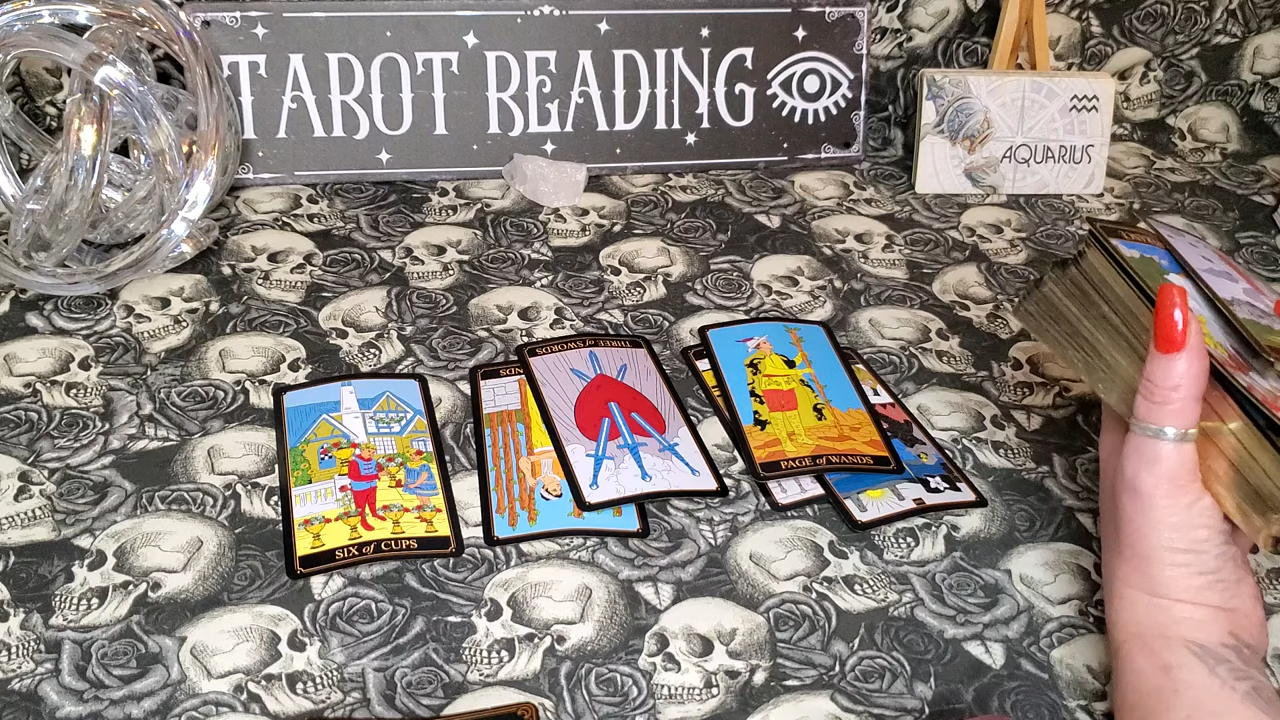 TAROT READING
AQUARIUS
THREE of SWORDS
PAGE of WANDS
SIX of CUPS